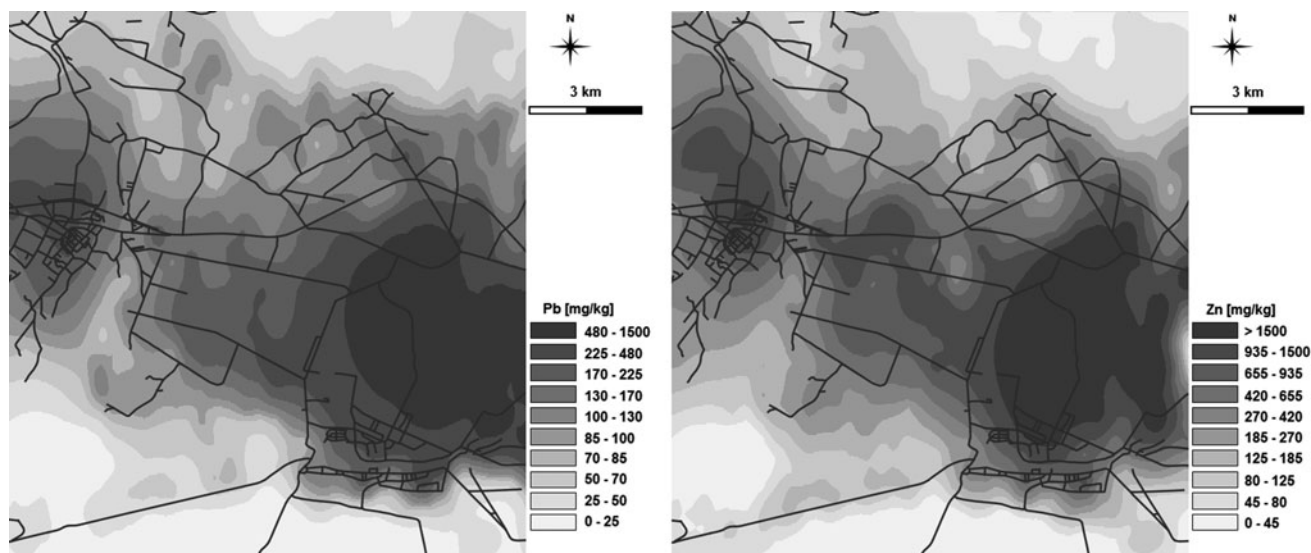 N
3 km
Pb [mg/kg]
480 - 1500
225 - 480
170 - 225
130 - 170
100 - 130
85 - 100
70 - 85
50 - 70
25 - 50
0 - 25
N
3 km
Zn [mg/kg]
> 1500
935 - 1500
655 - 935
420 - 655
270 - 420
185 - 270
125 - 185
80 - 125
45 - 80
0 - 45